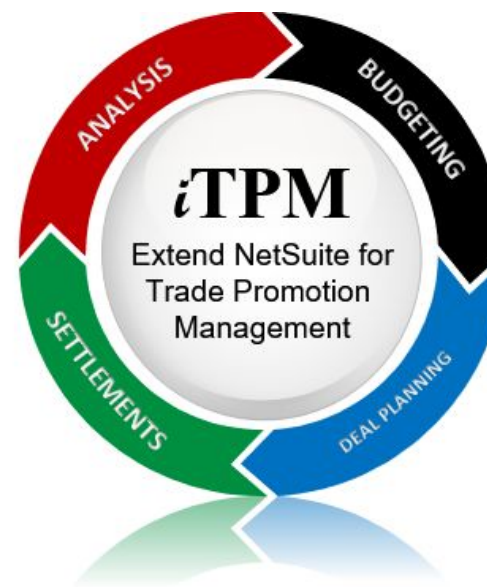 ANALYSIS
BUDGETING
iTPM
Extend NetSuite for
Trade Promotion
Management
SETTLEMENTS
DEAL PLANNING